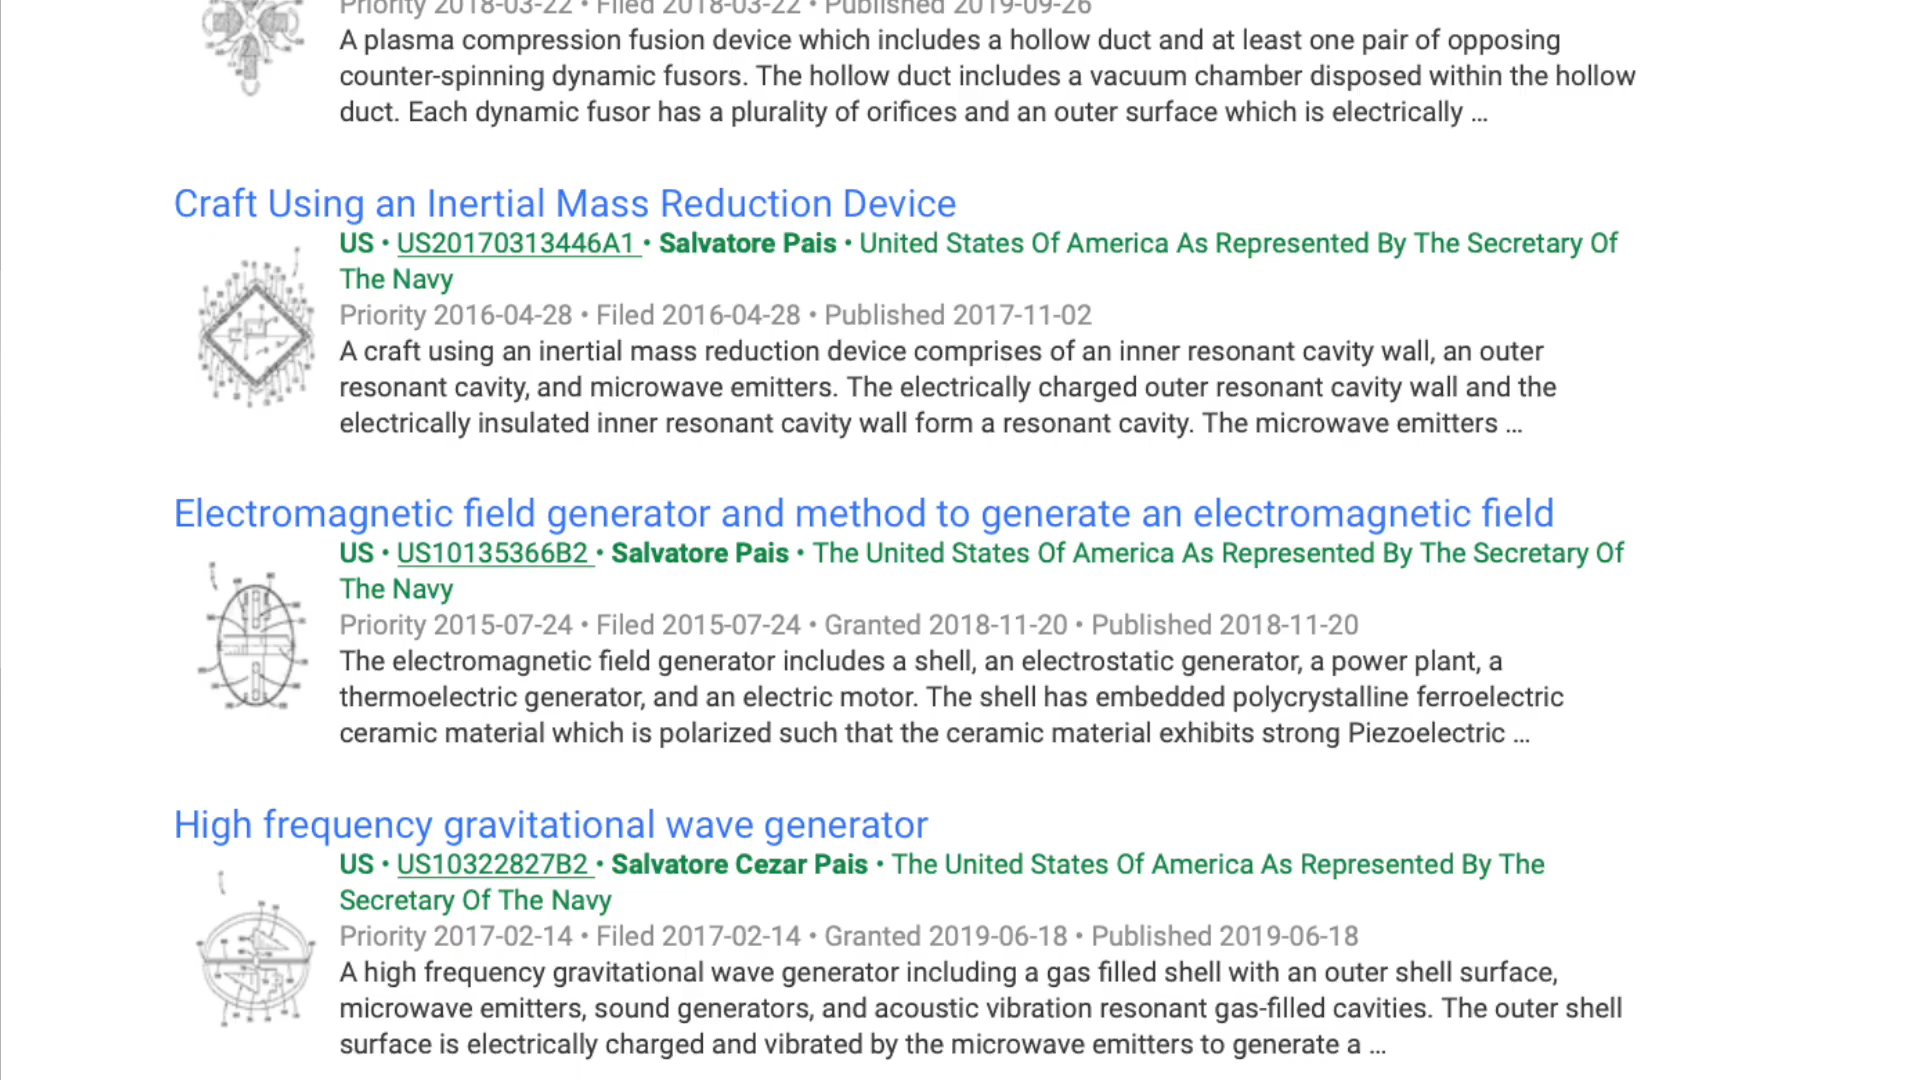 Priority 2018-03-22 • Filed 2018-03-22 • Published 2019-09-26
A plasma compression fusion device which includes a hollow duct and at least one pair of opposing
counter-spinning dynamic fusors. The hollow duct includes a vacuum chamber disposed within the hollow
duct. Each dynamic fusor has a plurality of orifices and an outer surface which is electrically …
Craft Using an Inertial Mass Reduction Device
US • US20170313446A1 • Salvatore Pais • United States Of America As Represented By The Secretary Of
The Navy
Priority 2016-04-28 • Filed 2016-04-28 • Published 2017-11-02
A craft using an inertial mass reduction device comprises of an inner resonant cavity wall, an outer
resonant cavity, and microwave emitters. The electrically charged outer resonant cavity wall and the
electrically insulated inner resonant cavity wall form a resonant cavity. The microwave emitters …
Electromagnetic field generator and method to generate an electromagnetic field
US • US10135366B2 • Salvatore Pais • The United States Of America As Represented By The Secretary Of
The Navy
Priority 2015-07-24 • Filed 2015-07-24 • Granted 2018-11-20 • Published 2018-11-20
The electromagnetic field generator includes a shell, an electrostatic generator, a power plant, a
thermoelectric generator, and an electric motor. The shell has embedded polycrystalline ferroelectric
ceramic material which is polarized such that the ceramic material exhibits strong Piezoelectric …
High frequency gravitational wave generator
US • US10322827B2 • Salvatore Cezar Pais • The United States Of America As Represented By The
Secretary Of The Navy
Priority 2017-02-14 • Filed 2017-02-14 • Granted 2019-06-18 • Published 2019-06-18
A high frequency gravitational wave generator including a gas filled shell with an outer shell surface,
microwave emitters, sound generators, and acoustic vibration resonant gas-filled cavities. The outer shell
surface is electrically charged and vibrated by the microwave emitters to generate a …